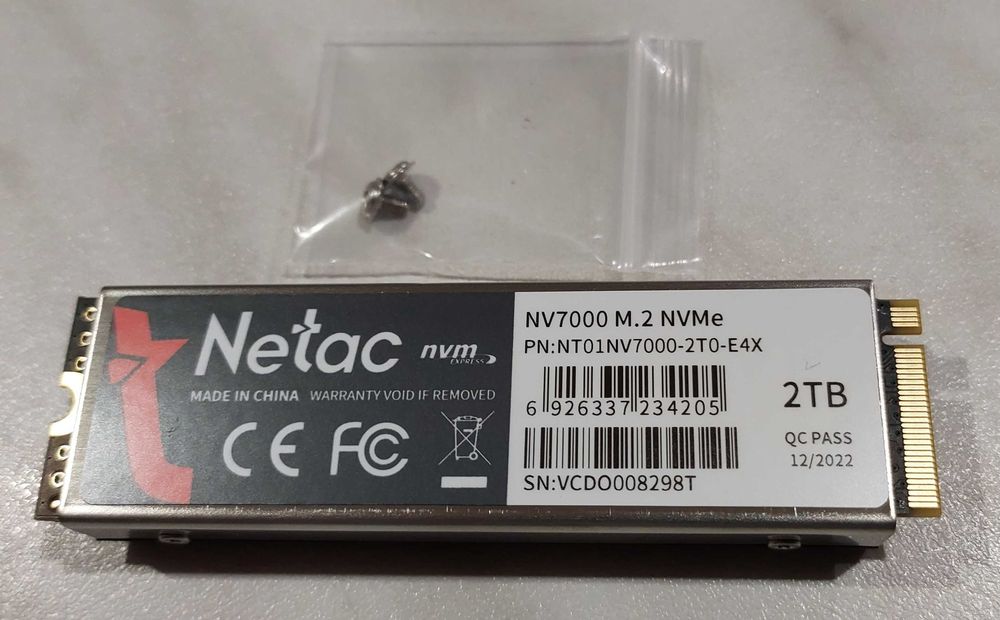 Netac
nvm
EXPRESS
MADE IN CHINA WARRANTY VOID IF REMOVED
CE FC
NV7000 M.2 NVMe
PN:NT01NV7000-2T0-E4X
6 926337 234205
SN:VCDO008298T
2TB
QC PASS
12/2022